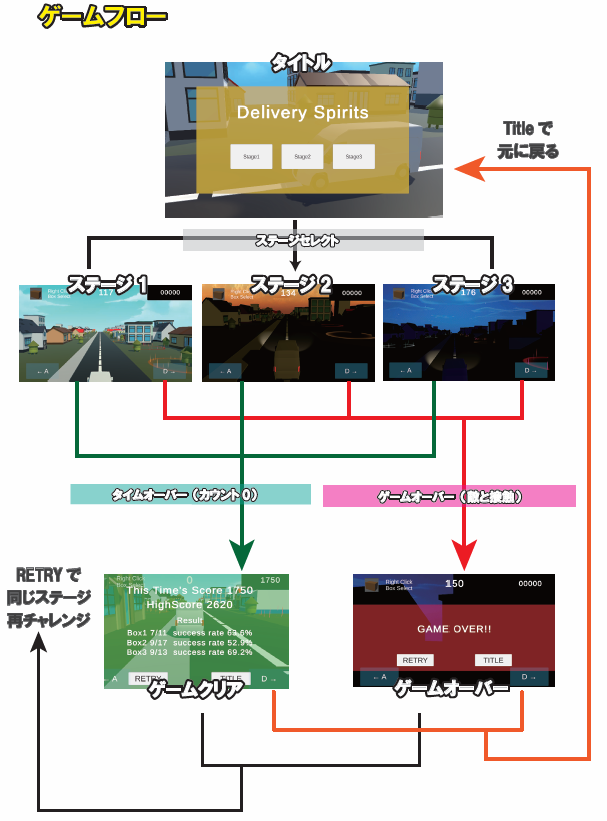 ゲームフロー
タイトル
Delivery Spirits
Stage1 Stage2 Stage3
Title で
元に戻る
ステージセレクト
ステージ 1
Right Click
Box Select
117
00000
← A
D →
ステージ 2
Right Click
Box Select
134
00000
← A
D →
ステージ 3
Right Click
Box Select
176
00000
← A
D →
タイムオーバー（カウント 0）
ゲームオーバー（敵と接触）
RETRY で
同じステージ
再チャレンジ
Right Click
Box Select
0
1750
This Time's Score 1750
HighScore 2620
Result
Box1 7/11 success rate 63.6%
Box2 9/17 success rate 52.9%
Box3 9/13 success rate 69.2%
A
RETRY
TITLE
D →
ゲームクリア
Right Click
Box Select
150
00000
GAME OVER!!
RETRY
TITLE
← A
D →
ゲームオーバー